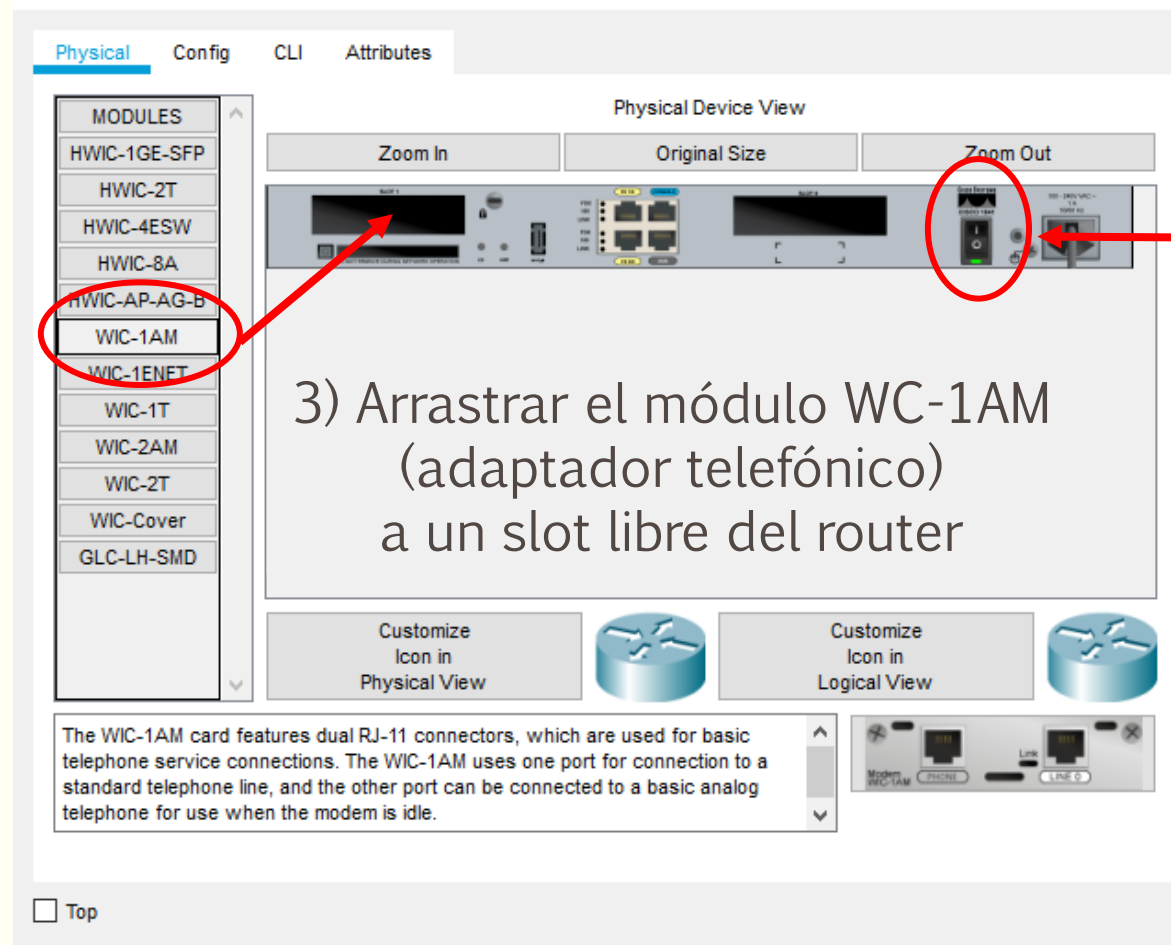 Physical Config CLI Attributes
MODULES
HWIC-1GE-SFP
HWIC-2T
HWIC-4ESW
HWIC-8A
HWIC-AP-AG-B
WIC-1AM
WIC-1ENET
WIC-1T
WIC-2AM
WIC-2T
WIC-Cover
GLC-LH-SMD
Physical Device View
Zoom In Original Size Zoom Out
SLOT 1
SLOT 0
3) Arrastrar el módulo WC-1AM
(adaptador telefónico)
a un slot libre del router
Customize
Icon in
Physical View
Customize
Icon in
Logical View
The WIC-1AM card features dual RJ-11 connectors, which are used for basic
telephone service connections. The WIC-1AM uses one port for connection to a
standard telephone line, and the other port can be connected to a basic analog
telephone for use when the modem is idle.
Modem
WIC-1AM
PHONE
Link
LINE 0
Top